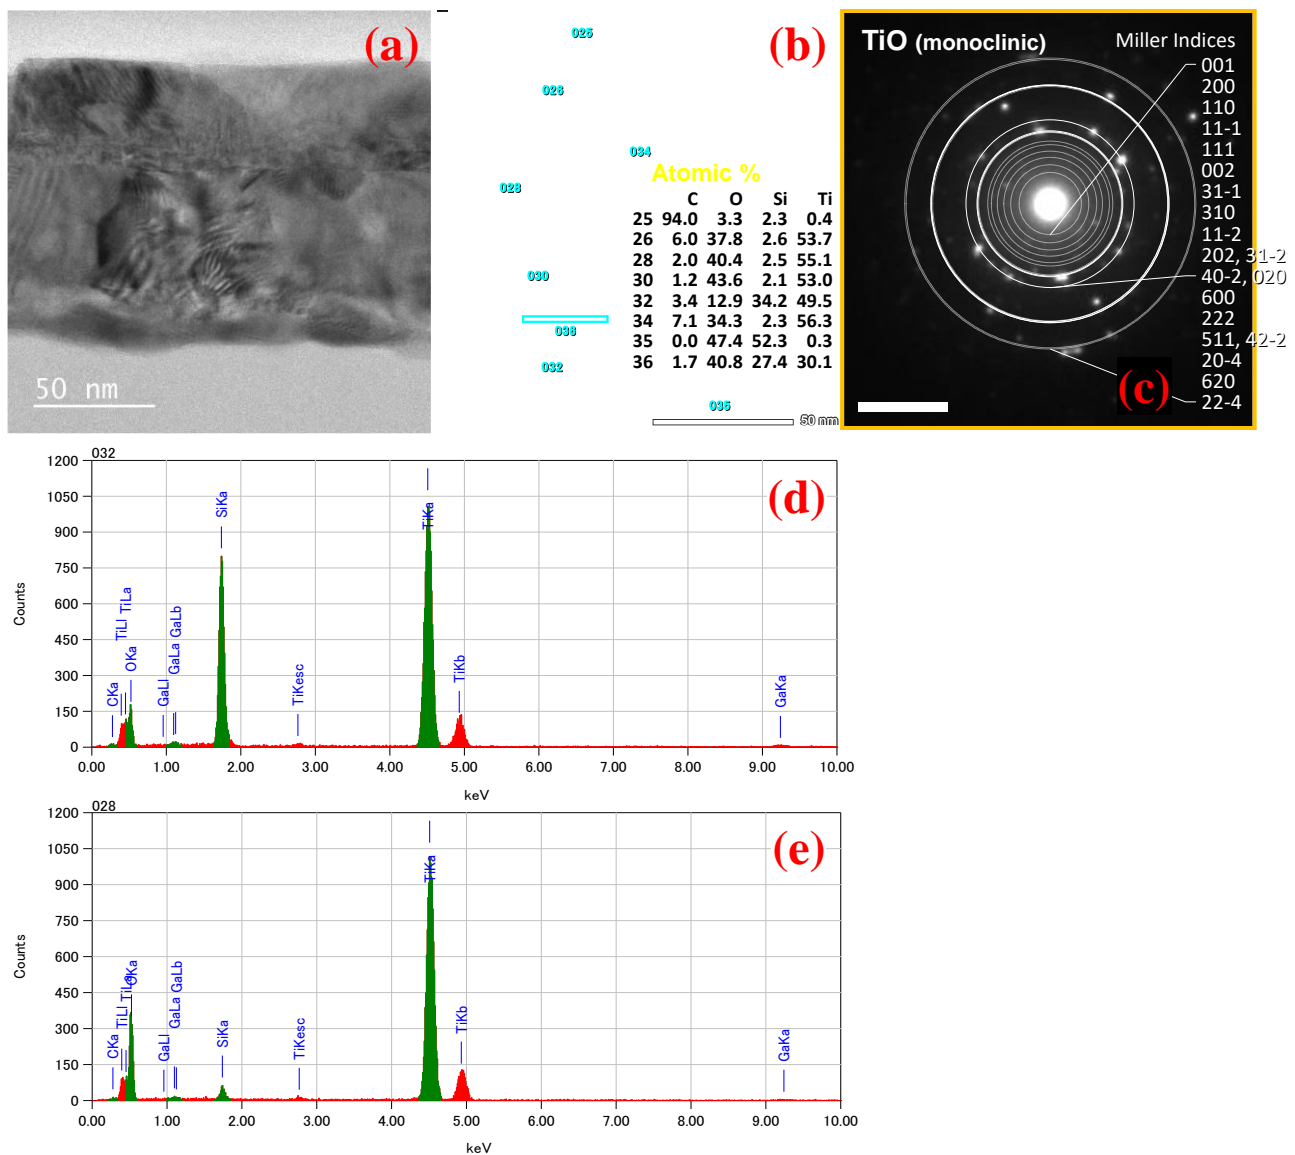 (a)
50 nm
(b)
025
026
034
028
030
036
032
035
50 nm
Atomic %
C O Si Ti
25 94.0 3.3 2.3 0.4
26 6.0 37.8 2.6 53.7
28 2.0 40.4 2.5 55.1
30 1.2 43.6 2.1 53.0
32 3.4 12.9 34.2 49.5
34 7.1 34.3 2.3 56.3
35 0.0 47.4 52.3 0.3
36 1.7 40.8 27.4 30.1
TiO (monoclinic)
Miller Indices
001
200
110
11-1
111
002
31-1
310
11-2
202, 31-2
40-2, 020
600
222
511, 42-2
20-4
620
22-4
(c)
032
(d)
1200
1050
900
750
600
450
300
150
0
Counts
CKa
TiLl
TiLa
OKa
GaLl
GaLa
GaLb
SiKa
TiKesc
TiKa
TiKb
GaKa
0.00 1.00 2.00 3.00 4.00 5.00 6.00 7.00 8.00 9.00 10.00
keV
028
(e)
1200
1050
900
750
600
450
300
150
0
Counts
CKa
TiLl
TiLa
OKa
GaLl
GaLa
GaLb
SiKa
TiKesc
TiKa
TiKb
GaKa
0.00 1.00 2.00 3.00 4.00 5.00 6.00 7.00 8.00 9.00 10.00
keV